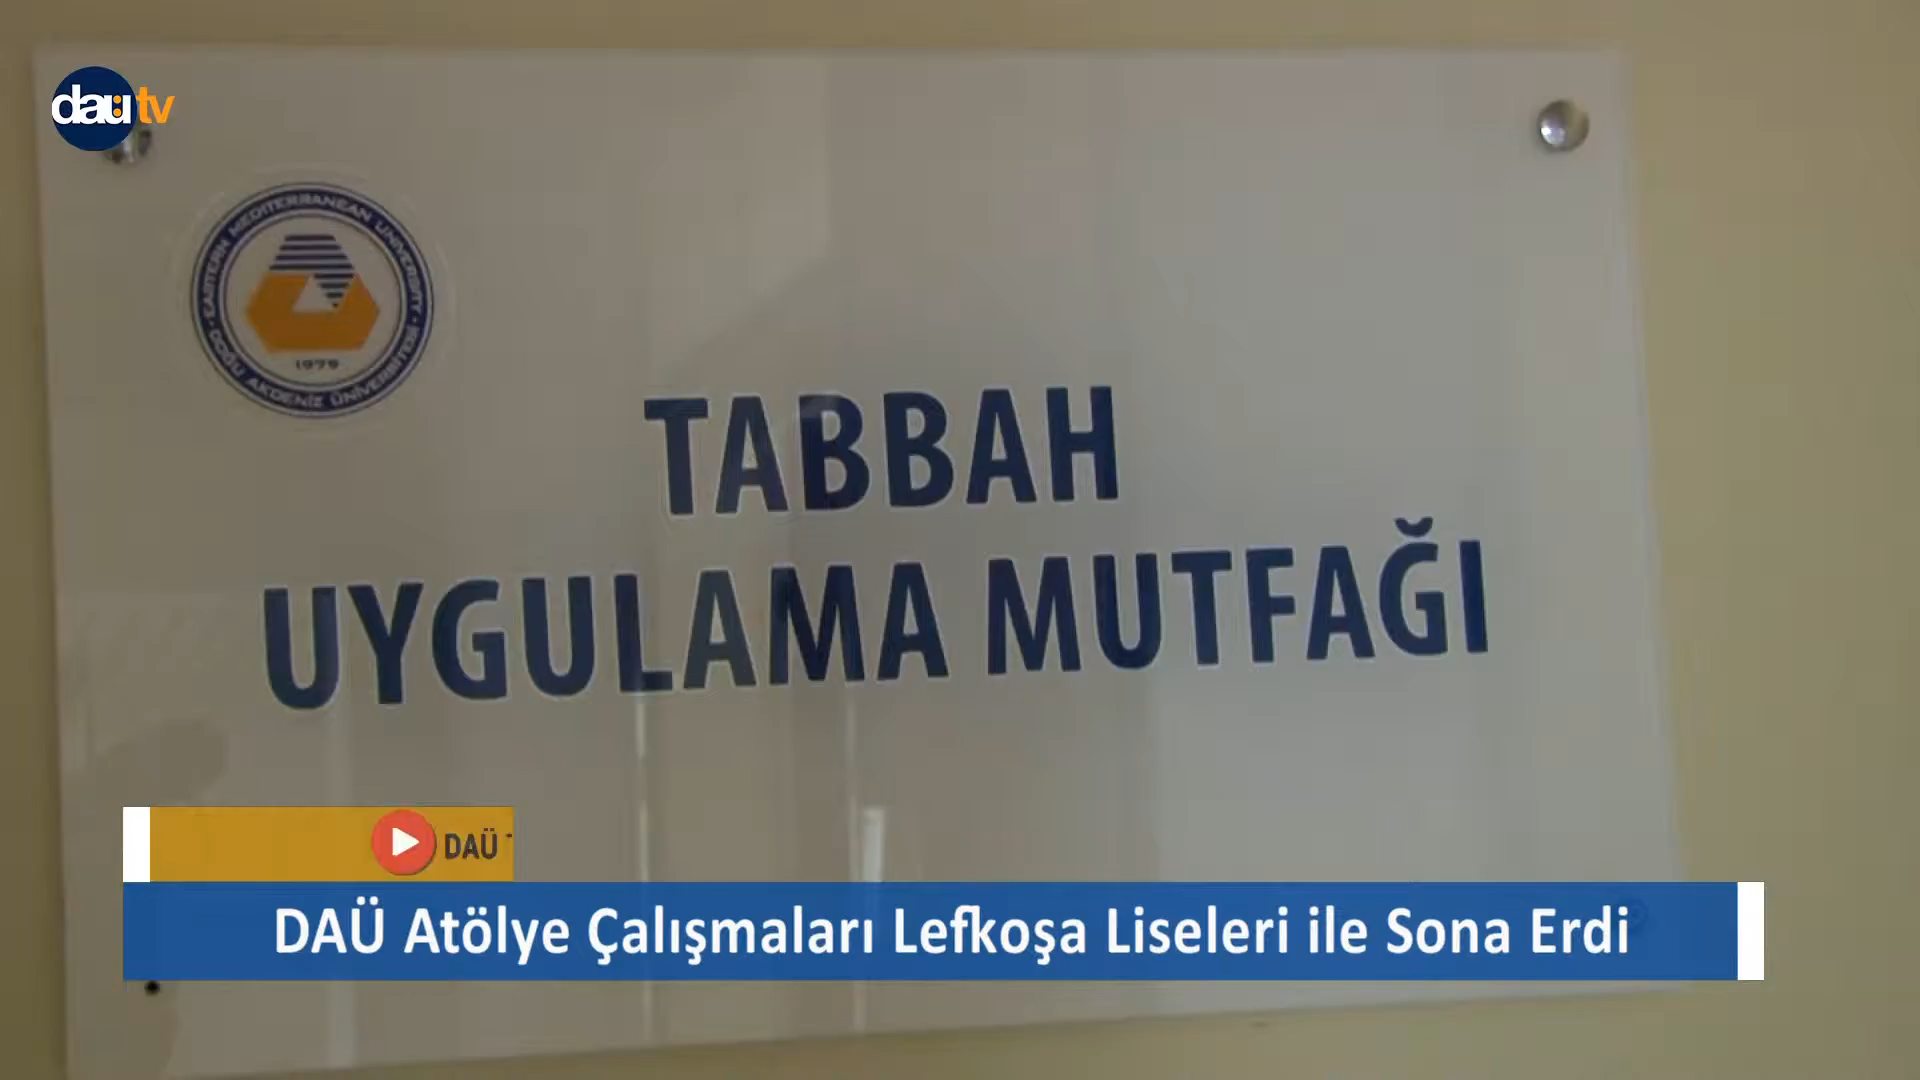 daü tv
EASTERN MEDITERRANEAN UNIVERSITY
DOĞU AKDENİZ ÜNİVERSİTESİ
1979
TABBAH
UYGULAMA MUTFAĞI
DAÜ
DAÜ Atölye Çalışmaları Lefkoşa Liseleri ile Sona Erdi